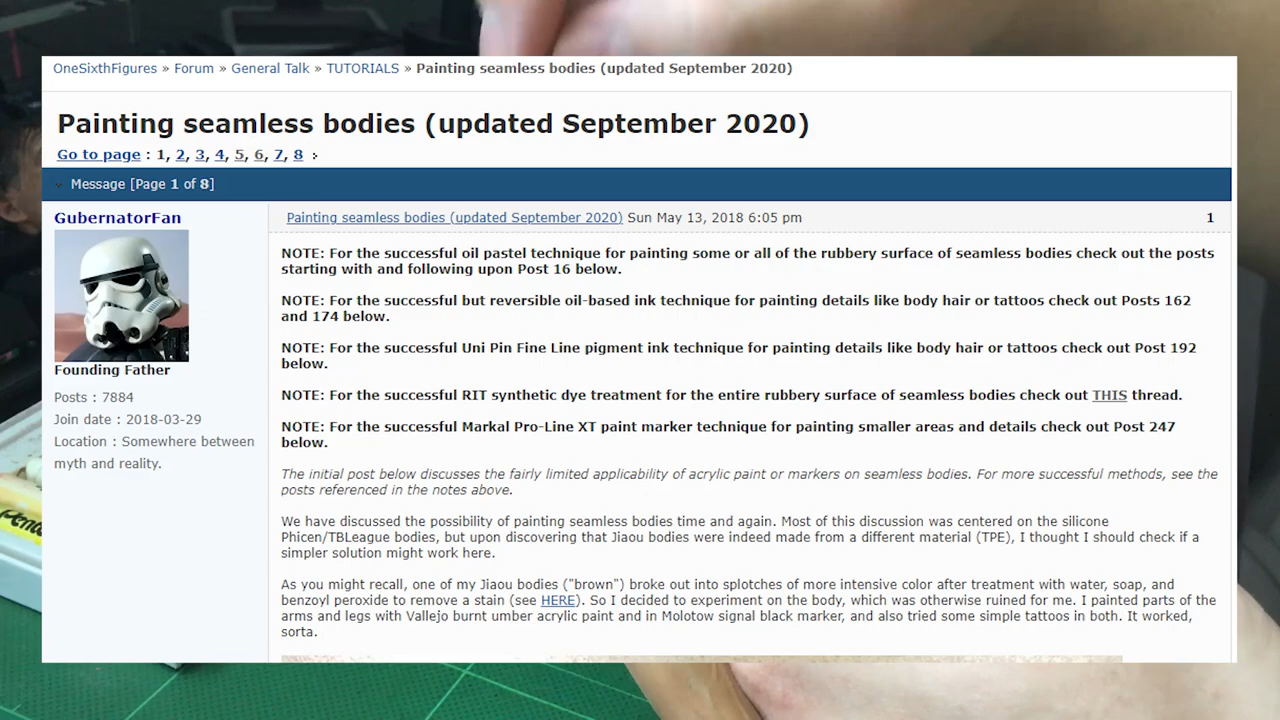 OneSixthFigures » Forum » General Talk » TUTORIALS » Painting seamless bodies (updated September 2020)
Painting seamless bodies (updated September 2020)
Go to page : 1, 2, 3, 4, 5, 6, 7, 8
Message [Page 1 of 8]
GubernatorFan
Painting seamless bodies (updated September 2020) Sun May 13, 2018 6:05 pm
1
Founding Father
Posts : 7884
Join date : 2018-03-29
Location : Somewhere between
myth and reality.
NOTE: For the successful oil pastel technique for painting some or all of the rubbery surface of seamless bodies check out the posts
starting with and following upon Post 16 below.
NOTE: For the successful but reversible oil-based ink technique for painting details like body hair or tattoos check out Posts 162
and 174 below.
NOTE: For the successful Uni Pin Fine Line pigment ink technique for painting details like body hair or tattoos check out Post 192
below.
NOTE: For the successful RIT synthetic dye treatment for the entire rubbery surface of seamless bodies check out THIS thread.
NOTE: For the successful Markal Pro-Line XT paint marker technique for painting smaller areas and details check out Post 247
below.
The initial post below discusses the fairly limited applicability of acrylic paint or markers on seamless bodies. For more successful methods, see the
posts referenced in the notes above.
We have discussed the possibility of painting seamless bodies time and again. Most of this discussion was centered on the silicone
Phicen/TBLeague bodies, but upon discovering that Jiaou bodies were indeed made from a different material (TPE), I thought I should check if a
simpler solution might work here.
As you might recall, one of my Jiaou bodies ("brown") broke out into splotches of more intensive color after treatment with water, soap, and
benzoyl peroxide to remove a stain (see HERE). So I decided to experiment on the body, which was otherwise ruined for me. I painted parts of the
arms and legs with Vallejo burnt umber acrylic paint and in Molotow signal black marker, and also tried some simple tattoos in both. It worked,
sorta.